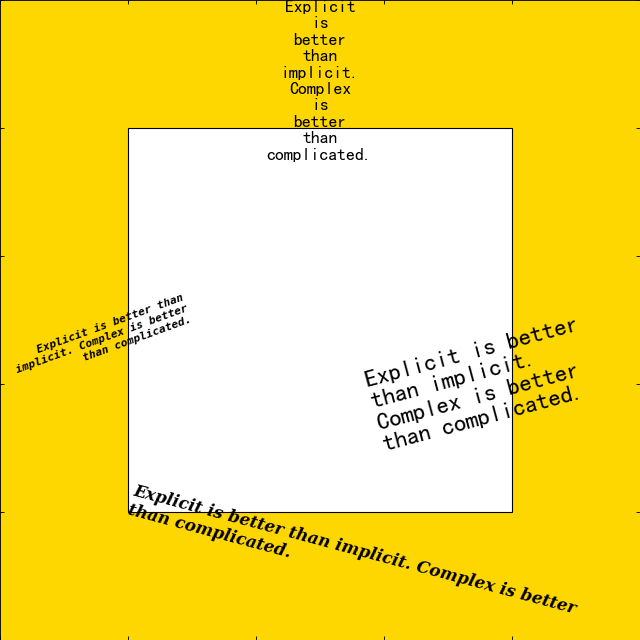 Explicit
is
better
than
implicit.
Complex
is
better
than
complicated.
Explicit is better than
implicit. Complex is better
than complicated.
Explicit is better
than implicit.
Complex is better
than complicated.
Explicit is better than implicit. Complex is better
than complicated.